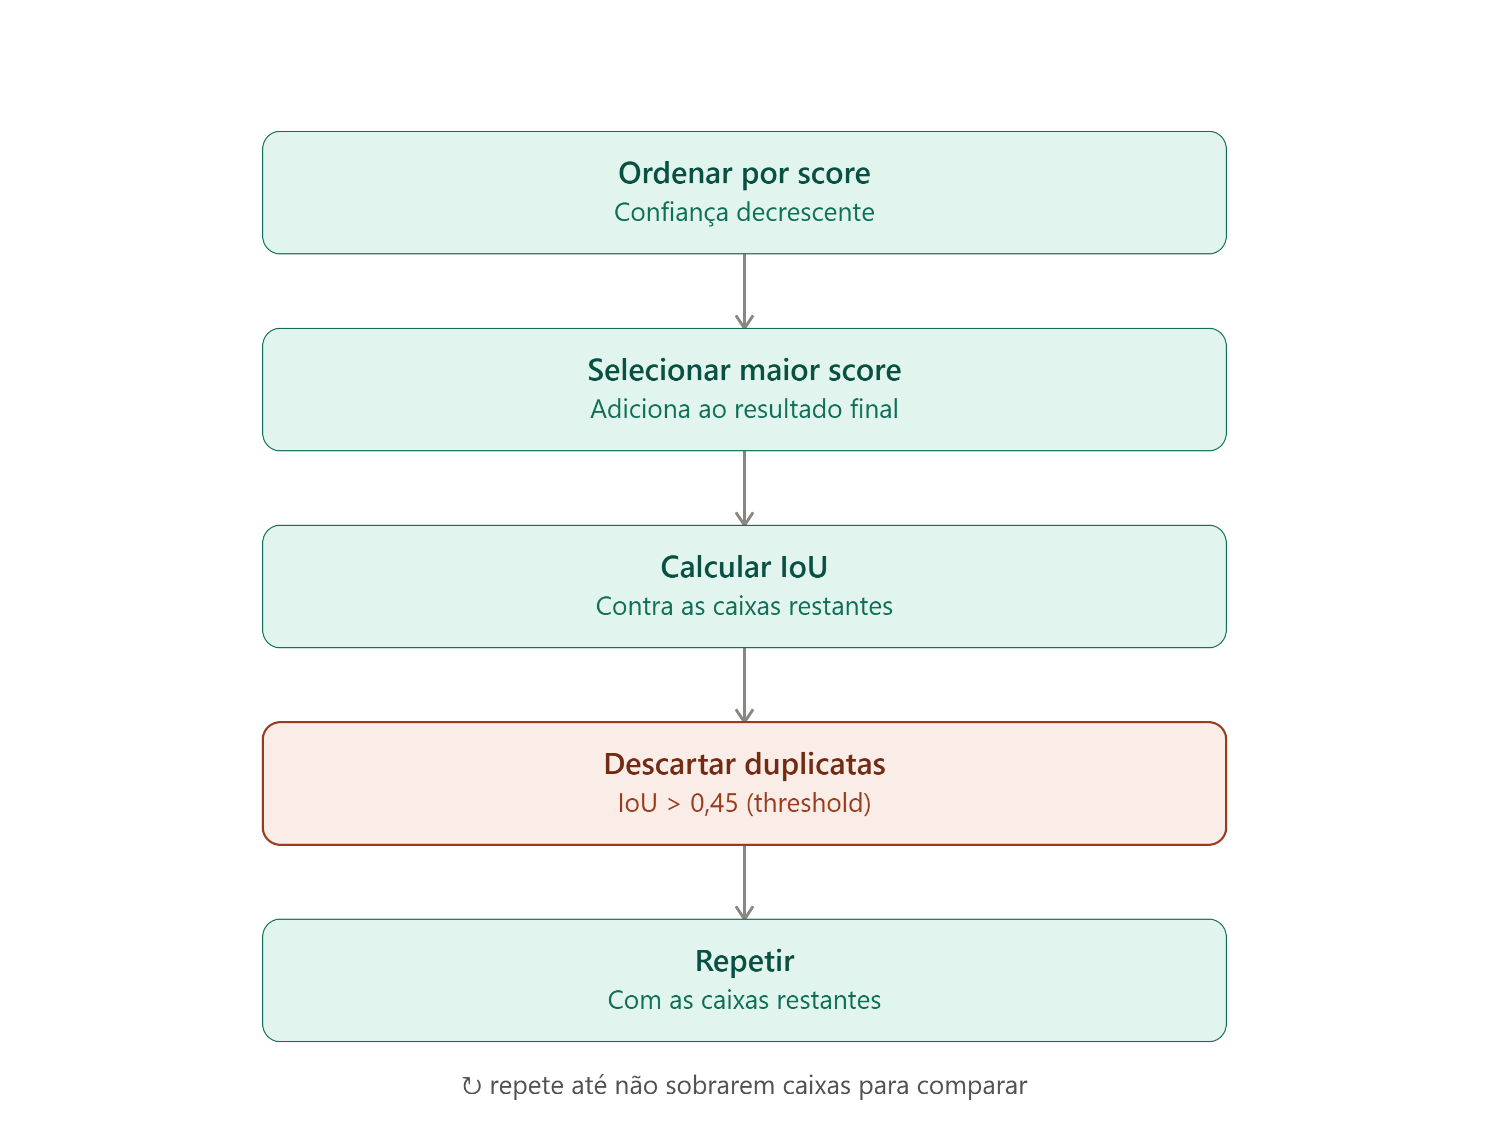 Ordenar por score
Confiança decrescente
Selecionar maior score
Adiciona ao resultado final
Calcular IoU
Contra as caixas restantes
Descartar duplicatas
IoU > 0,45 (threshold)
Repetir
Com as caixas restantes
↻ repete até não sobrarem caixas para comparar